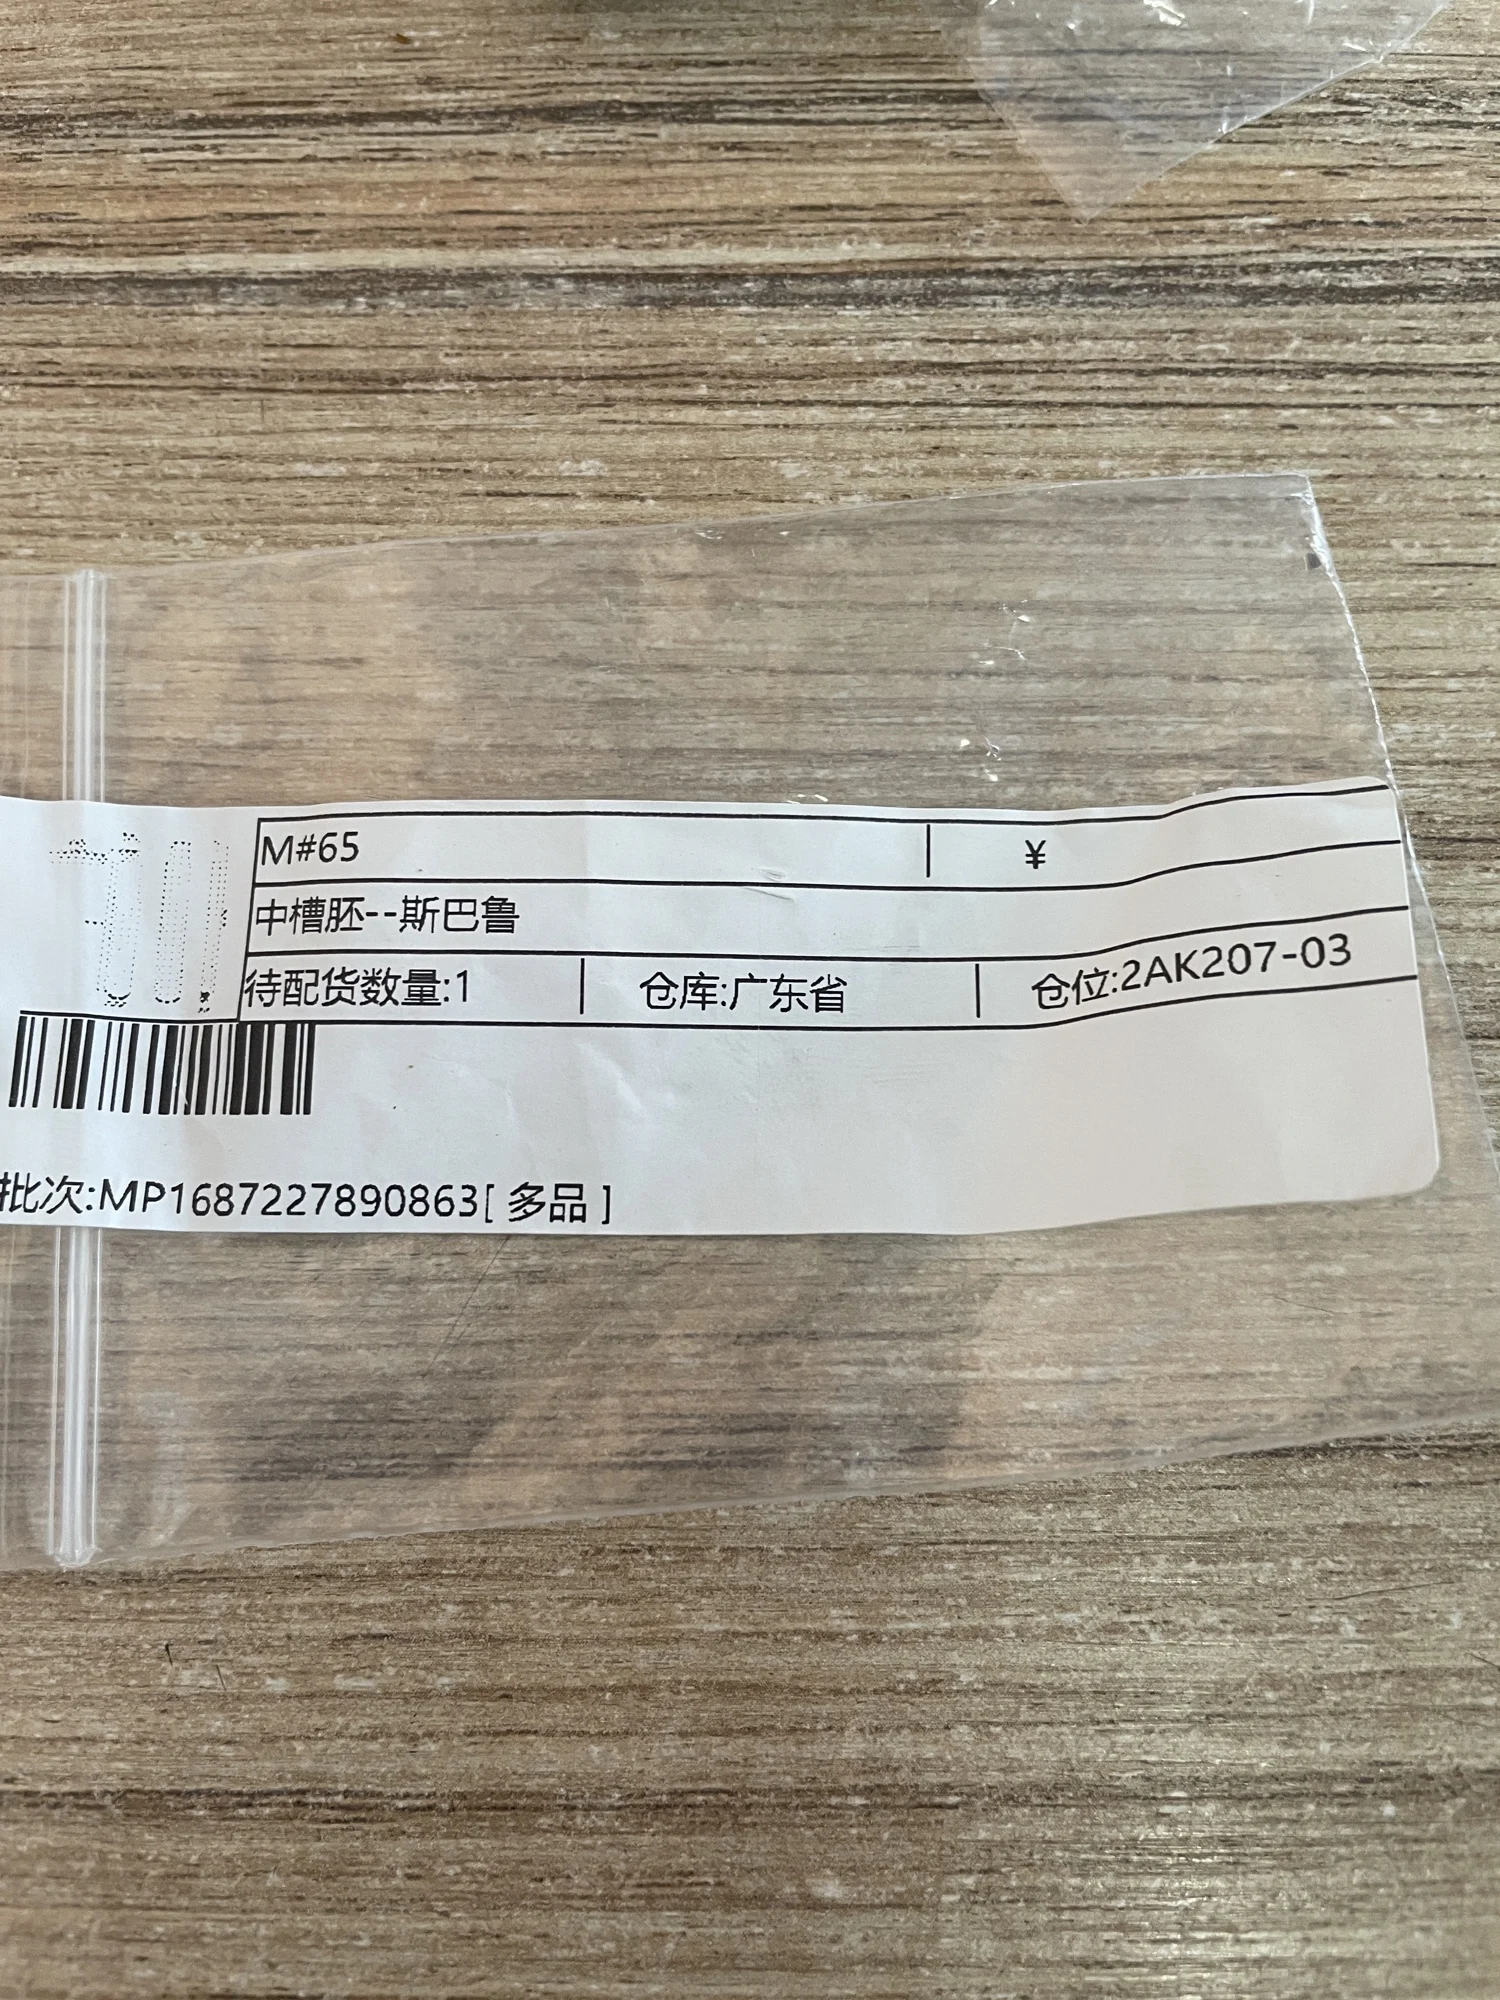 M#65 ¥
中槽胚--斯巴鲁
待配货数量:1 仓库:广东省 仓位:2AK207-03
批次:MP1687227890863[ 多品 ]